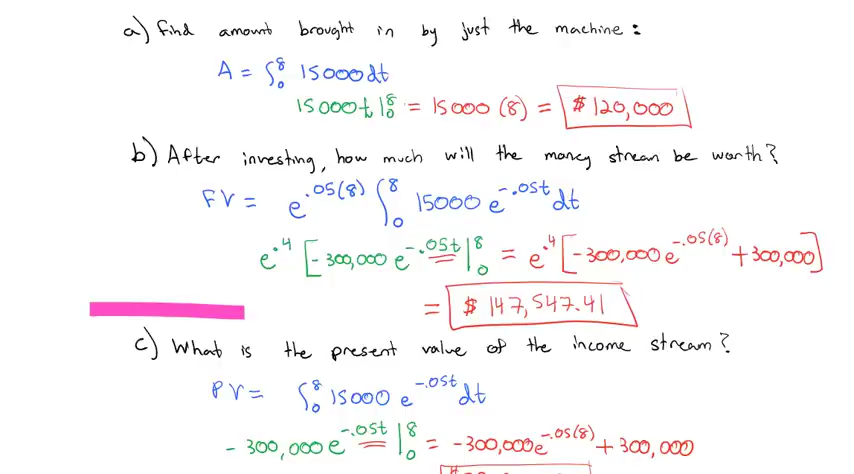 a) Find amount brought in by just the machine:
A = ∫₀⁸ 15000dt
15000t|₀⁸ = 15000 (8) = $ 120,000
b) After investing, how much will the money stream be worth?
FV = e^.05(8) ∫₀⁸ 15000 e^-.05t dt
e^.4 [-300,000 e^-.05t |₀⁸ = e^.4 [-300,000e^-.05(8) + 300,000]
= $ 147,547.41
c) What is the present value of the income stream?
PV = ∫₀⁸ 15000 e^-.05t dt
-300,000e^-.05t |₀⁸ = -300,000e^-.05(8) + 300,000